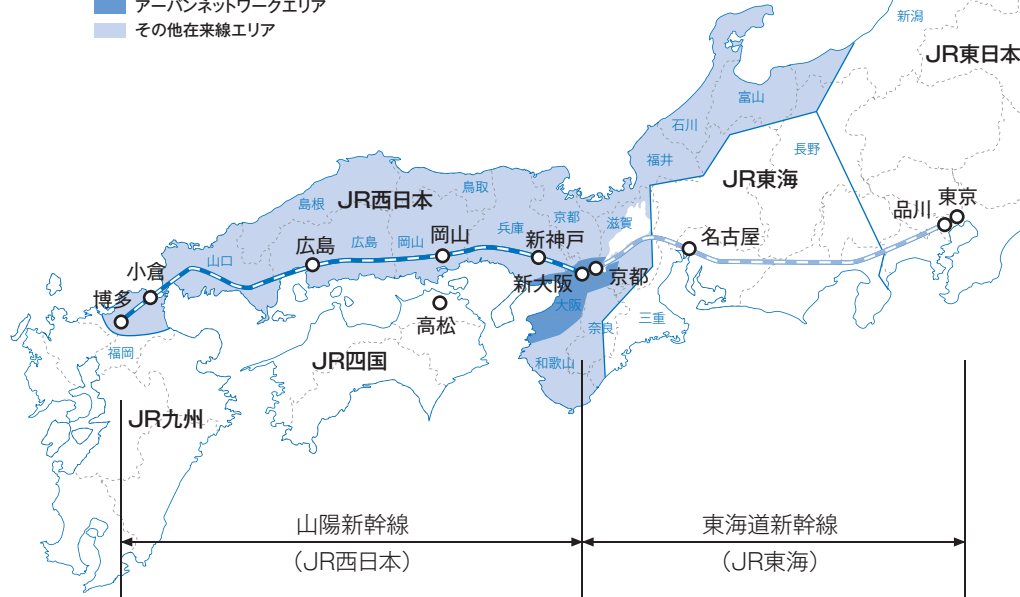 アーバンネットワークエリア
その他在来線エリア
新潟
JR東日本
富山
石川
長野
福井
JR東海
鳥取
島根
JR西日本
京都
滋賀
兵庫
東京
品川
名古屋
広島
広島
岡山
岡山
新神戸
山口
小倉
新大阪
京都
博多
大阪
高松
三重
奈良
福岡
JR四国
和歌山
JR九州
山陽新幹線
(JR西日本)
東海道新幹線
(JR東海)